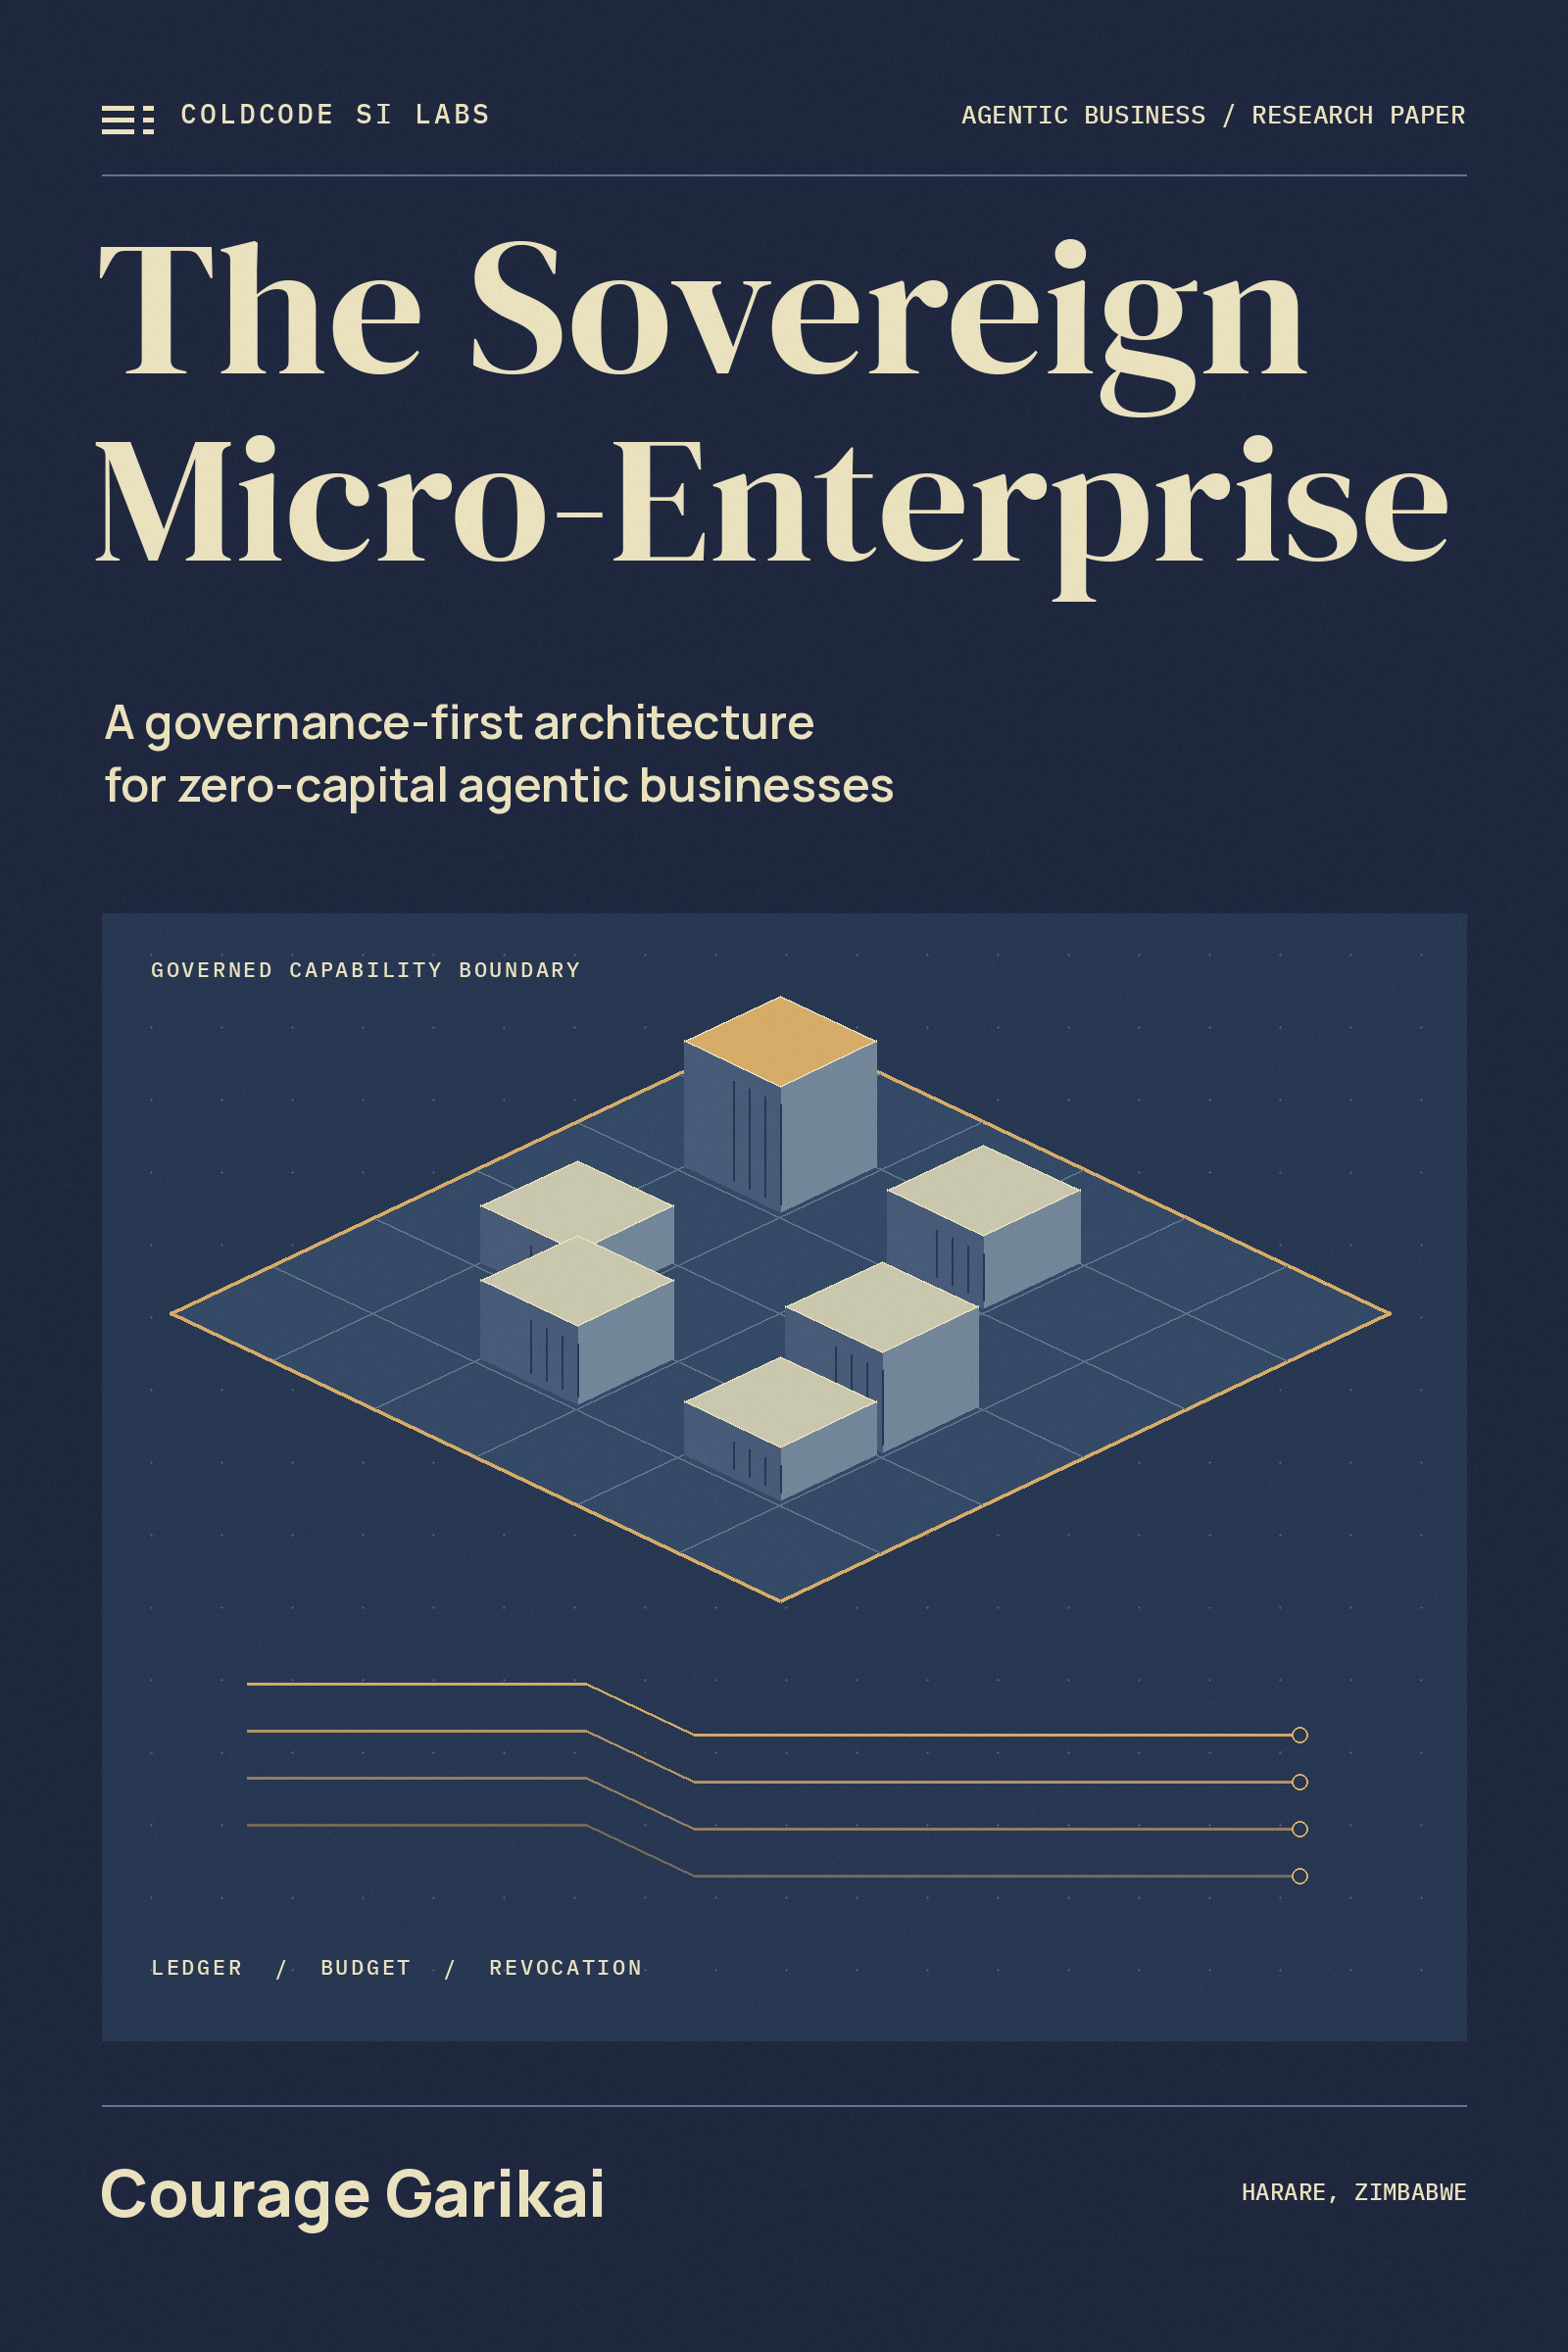 COLDCODE SI LABS
AGENTIC BUSINESS / RESEARCH PAPER
The Sovereign
Micro-Enterprise
A governance-first architecture
for zero-capital agentic businesses
GOVERNED CAPABILITY BOUNDARY
LEDGER / BUDGET / REVOCATION
Courage Garikai
HARARE, ZIMBABWE